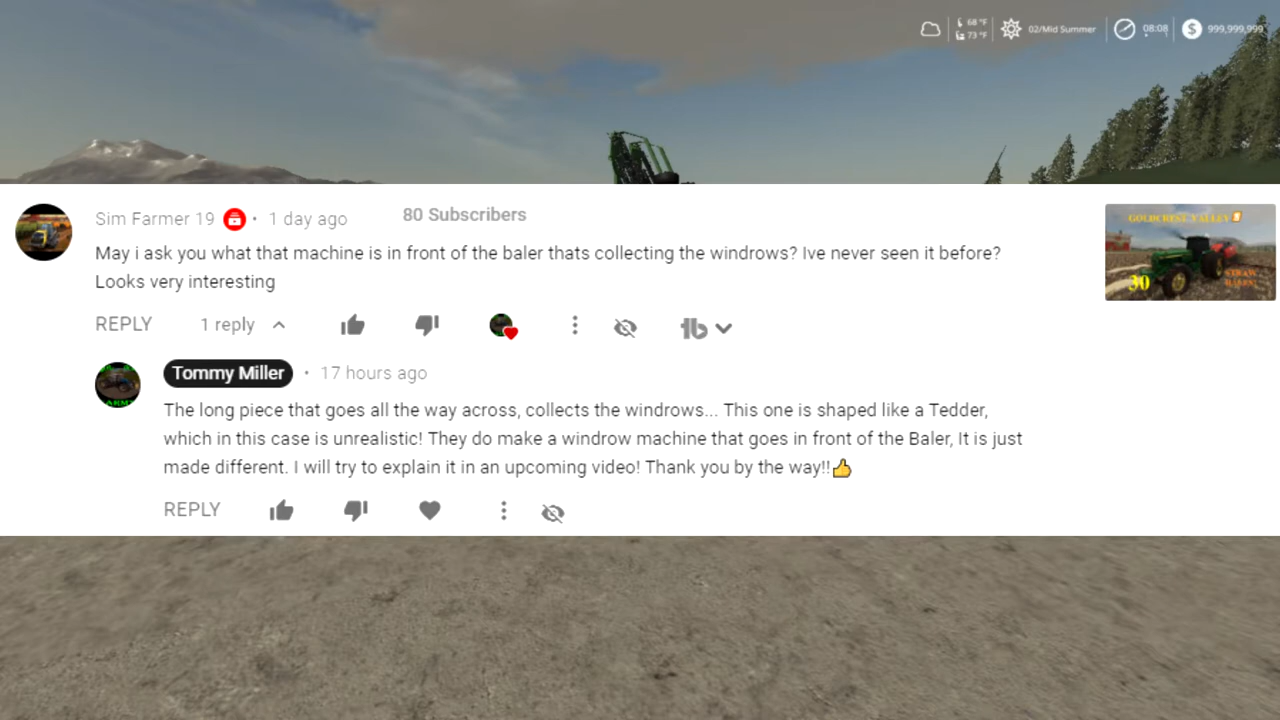 68 °F
73 °F
02/Mid Summer
08:08
999,999,999
Sim Farmer 19 • 1 day ago 80 Subscribers
May i ask you what that machine is in front of the baler thats collecting the windrows? Ive never seen it before?
Looks very interesting
GOLDCREST VALLEY
30
STRAW
REPLY 1 reply
Tommy Miller • 17 hours ago
The long piece that goes all the way across, collects the windrows... This one is shaped like a Tedder,
which in this case is unrealistic! They do make a windrow machine that goes in front of the Baler, It is just
made different. I will try to explain it in an upcoming video! Thank you by the way!!👍
REPLY